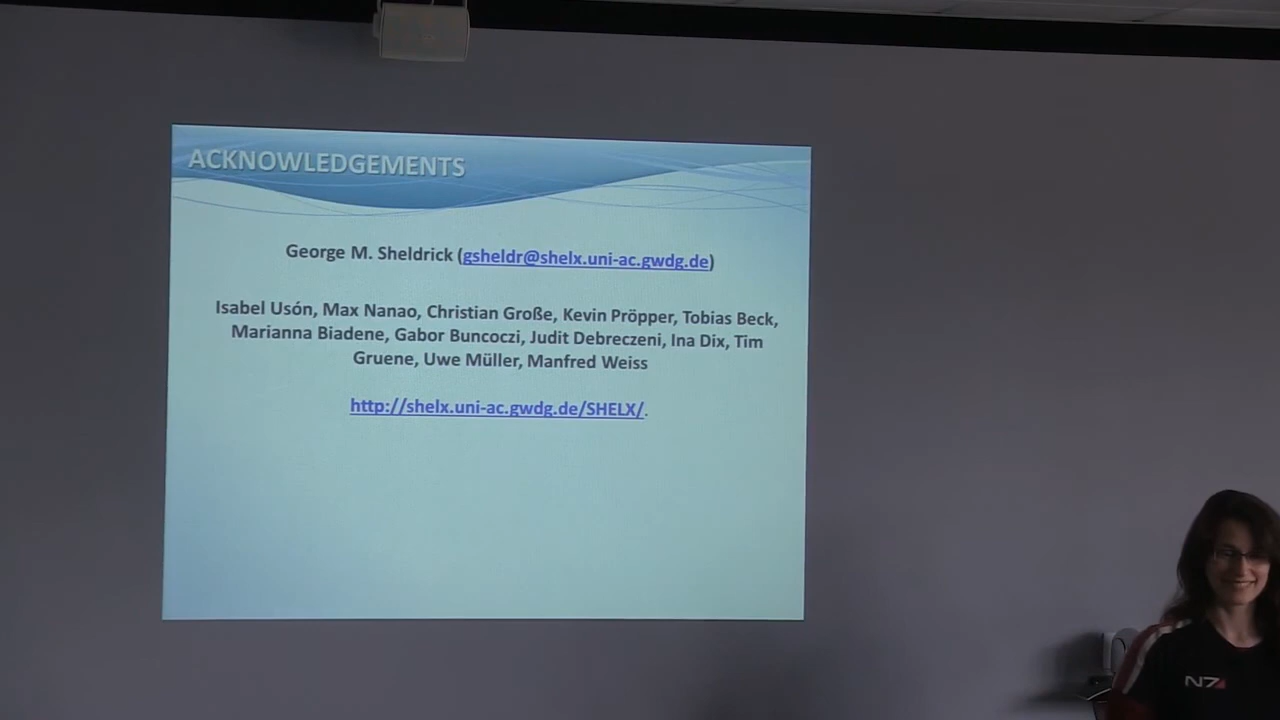 ACKNOWLEDGEMENTS
George M. Sheldrick (gsheldr@shelx.uni-ac.gwdg.de)
Isabel Usón, Max Nanao, Christian Große, Kevin Pröpper, Tobias Beck,
Marianna Biadene, Gabor Buncoczi, Judit Debreczeni, Ina Dix, Tim
Gruene, Uwe Müller, Manfred Weiss
http://shelx.uni-ac.gwdg.de/SHELX/.
N7